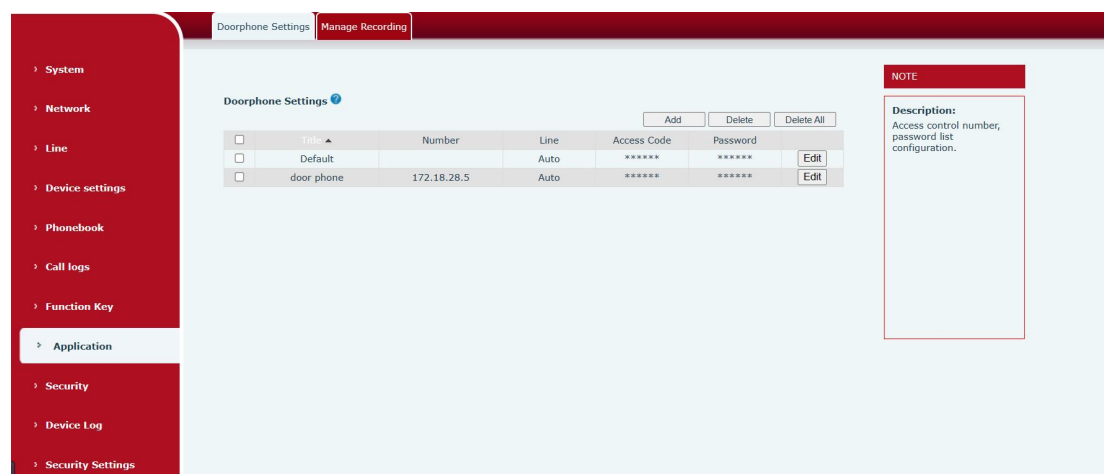 Doorphone Settings Manage Recording
System
Network
Line
Device settings
Phonebook
Call logs
Function Key
Application
Security
Device Log
Security Settings
Doorphone Settings ?
Add Delete Delete All
Title Number Line Access Code Password
Default Auto ****** ****** Edit
door phone 172.18.28.5 Auto ****** ****** Edit
NOTE
Description:
Access control number,
password list
configuration.